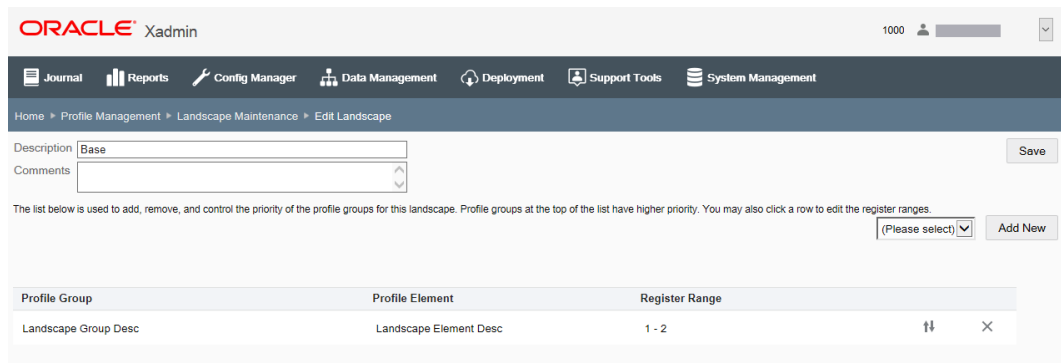 ORACLE Xadmin
1000
Journal Reports Config Manager Data Management Deployment Support Tools System Management
Home Profile Management Landscape Maintenance Edit Landscape
Description Base
Save
Comments
The list below is used to add, remove, and control the priority of the profile groups for this landscape. Profile groups at the top of the list have higher priority. You may also click a row to edit the register ranges.
(Please select) Add New
Profile Group Profile Element Register Range
Landscape Group Desc Landscape Element Desc 1 - 2